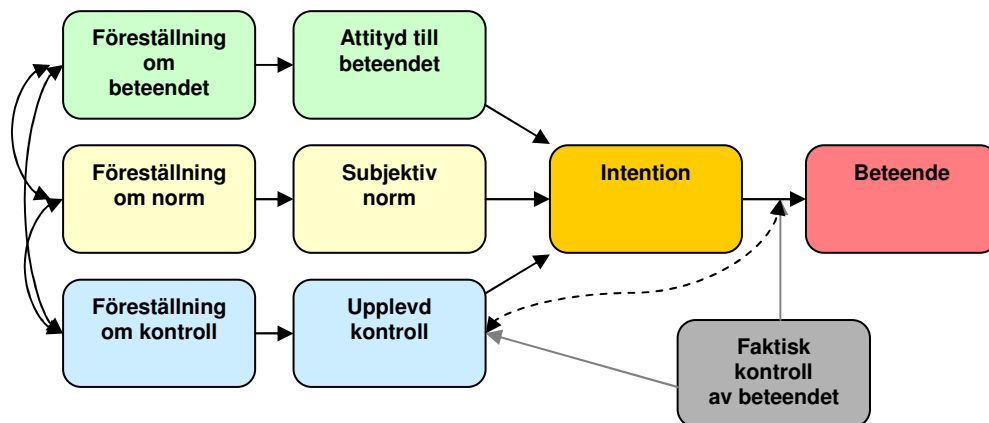 Föreställning
om
beteendet
Attityd till
beteendet
Föreställning
om norm
Subjektiv
norm
Intention
Beteende
Föreställning
om kontroll
Upplevd
kontroll
Faktisk
kontroll
av beteendet